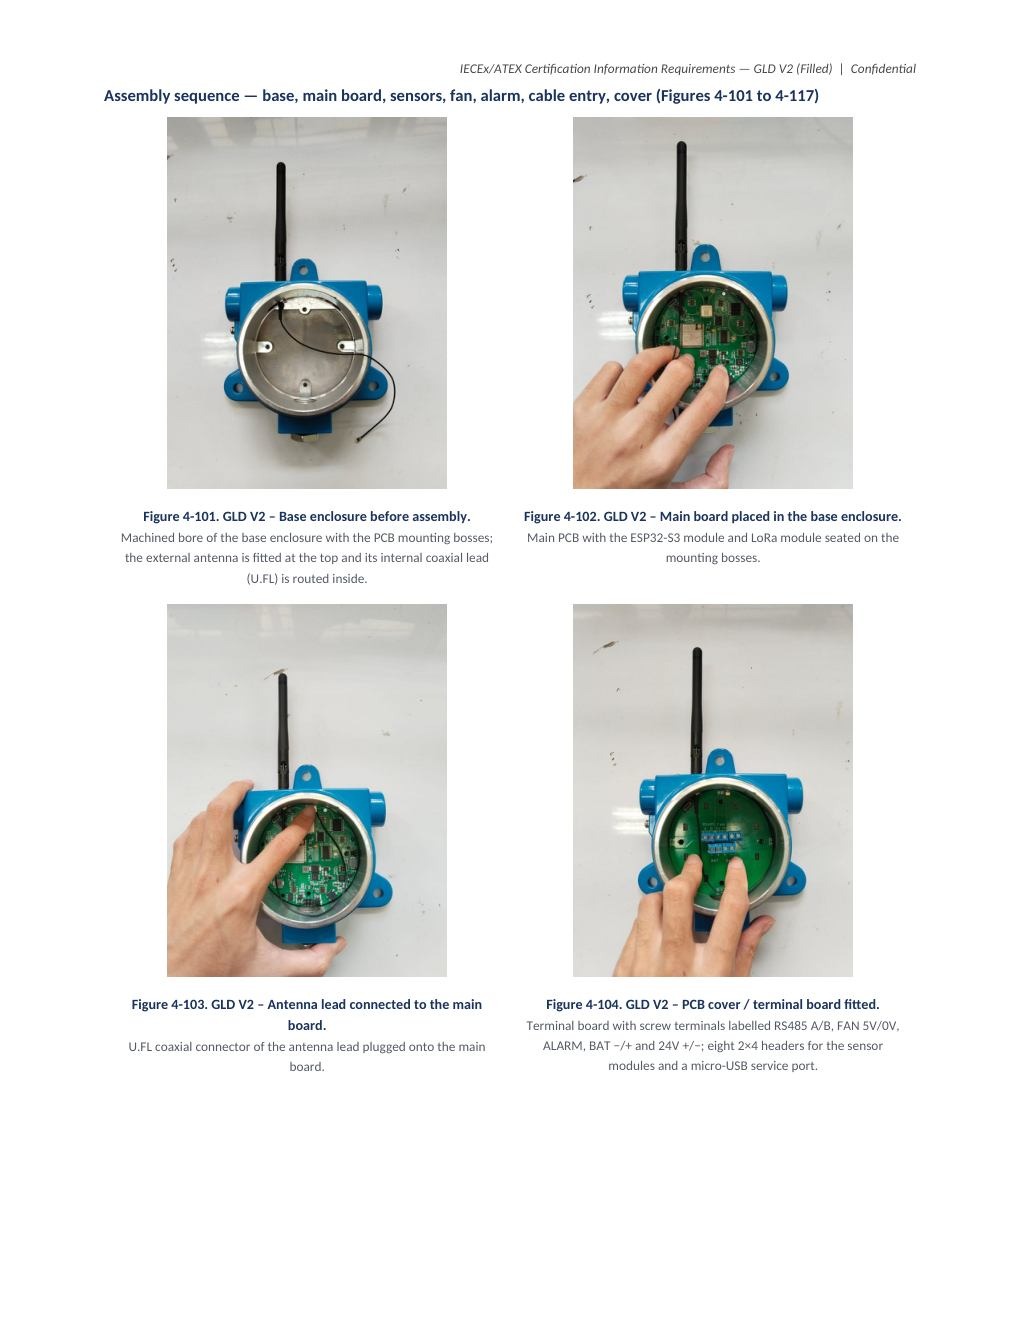 IECEx/ATEX Certification Information Requirements — GLD V2 (Filled) | Confidential
Assembly sequence — base, main board, sensors, fan, alarm, cable entry, cover (Figures 4-101 to 4-117)
Figure 4-101. GLD V2 – Base enclosure before assembly.
Machined bore of the base enclosure with the PCB mounting bosses;
the external antenna is fitted at the top and its internal coaxial lead
(U.FL) is routed inside.
Figure 4-102. GLD V2 – Main board placed in the base enclosure.
Main PCB with the ESP32-S3 module and LoRa module seated on the
mounting bosses.
Figure 4-103. GLD V2 – Antenna lead connected to the main
board.
U.FL coaxial connector of the antenna lead plugged onto the main
board.
Figure 4-104. GLD V2 – PCB cover / terminal board fitted.
Terminal board with screw terminals labelled RS485 A/B, FAN 5V/0V,
ALARM, BAT −/+ and 24V +/−; eight 2×4 headers for the sensor
modules and a micro-USB service port.